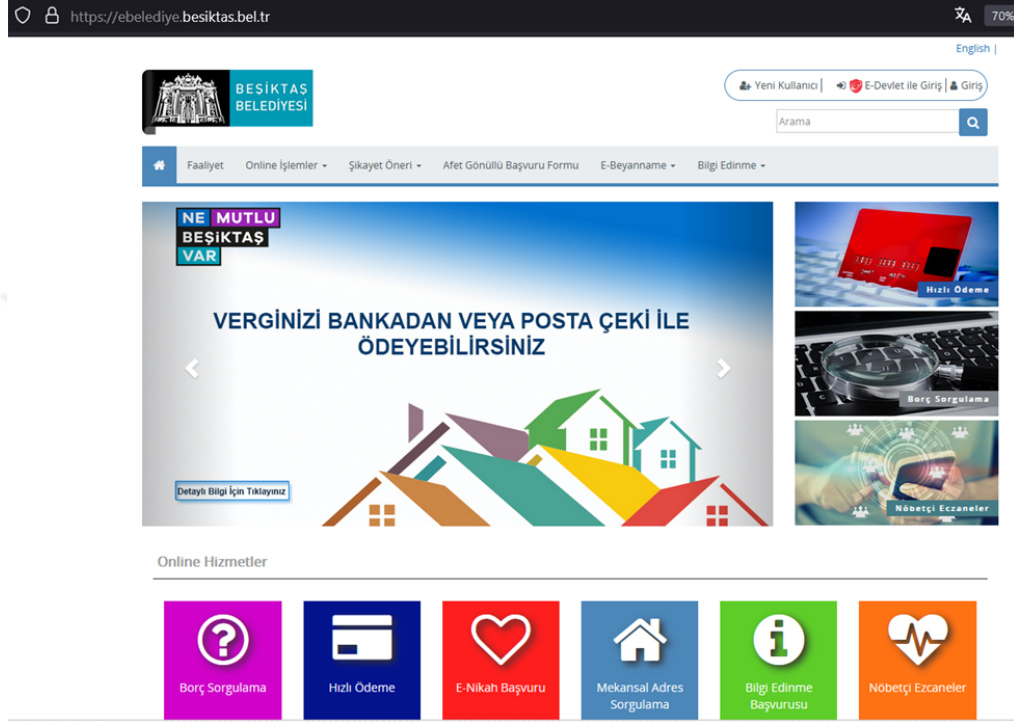 https://ebelediye.besiktas.bel.tr
70%
English |
BEŞİKTAŞ
BELEDİYESİ
Yeni Kullanıcı | E-Devlet ile Giriş | Giriş
Arama
Faaliyet Online İşlemler Şikayet Öneri Afet Gönüllü Başvuru Formu E-Beyanname Bilgi Edinme
NE MUTLU
BEŞİKTAŞ
VAR
VERGİNİZİ BANKADAN VEYA POSTA ÇEKİ İLE
ÖDEYEBİLİRSİNİZ
Detaylı Bilgi İçin Tıklayınız
Hızlı Ödeme
Borç Sorgulama
Nöbetçi Eczaneler
Online Hizmetler
Borç Sorgulama
Hızlı Ödeme
E-Nikah Başvuru
Mekansal Adres
Sorgulama
Bilgi Edinme
Başvurusu
Nöbetçi Ezcaneler